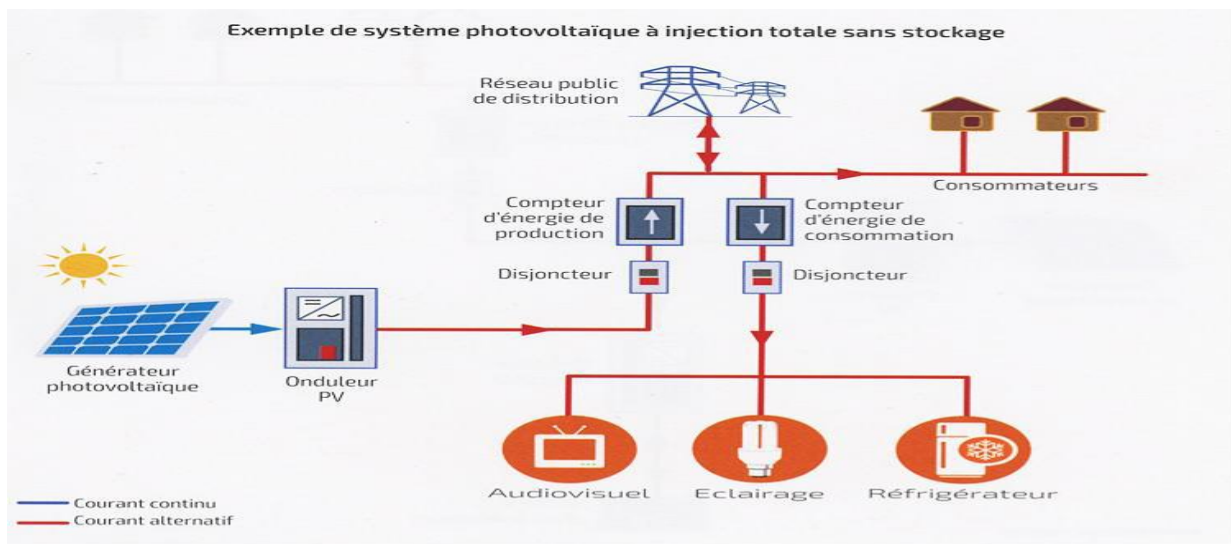 Exemple de système photovoltaïque à injection totale sans stockage
Réseau public
de distribution
Consommateurs
Compteur
d'énergie de
production
Compteur
d'énergie de
consommation
Disjoncteur
Disjoncteur
Générateur
photovoltaïque
Onduleur
PV
Audiovisuel
Eclairage
Réfrigérateur
Courant continu
Courant alternatif